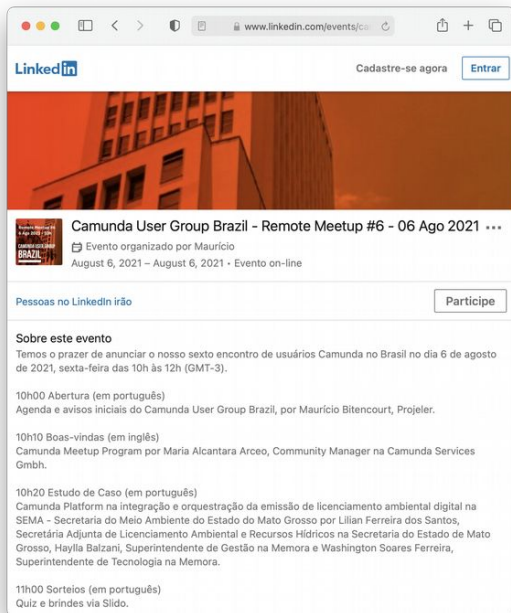 www.linkedin.com/events/ca
Linked in
Cadastre-se agora
Entrar
Camunda User Group Brazil - Remote Meetup #6 - 06 Ago 2021
Evento organizado por Maurício
August 6, 2021 – August 6, 2021 • Evento on-line
Pessoas no LinkedIn irão
Participe
Sobre este evento
Temos o prazer de anunciar o nosso sexto encontro de usuários Camunda no Brasil no dia 6 de agosto
de 2021, sexta-feira das 10h às 12h (GMT-3).
10h00 Abertura (em português)
Agenda e avisos iniciais do Camunda User Group Brazil, por Maurício Bitencourt, Projeler.
10h10 Boas-vindas (em inglês)
Camunda Meetup Program por Maria Alcantara Arceo, Community Manager na Camunda Services
Gmbh.
10h20 Estudo de Caso (em português)
Camunda Platform na integração e orquestração da emissão de licenciamento ambiental digital na
SEMA - Secretaria do Meio Ambiente do Estado do Mato Grosso por Lilian Ferreira dos Santos,
Secretária Adjunta de Licenciamento Ambiental e Recursos Hídricos na Secretaria do Estado de Mato
Grosso, Haylla Balzani, Superintendente de Gestão na Memora e Washington Soares Ferreira,
Superintendente de Tecnologia na Memora.
11h00 Sorteios (em português)
Quiz e brindes via Slido.